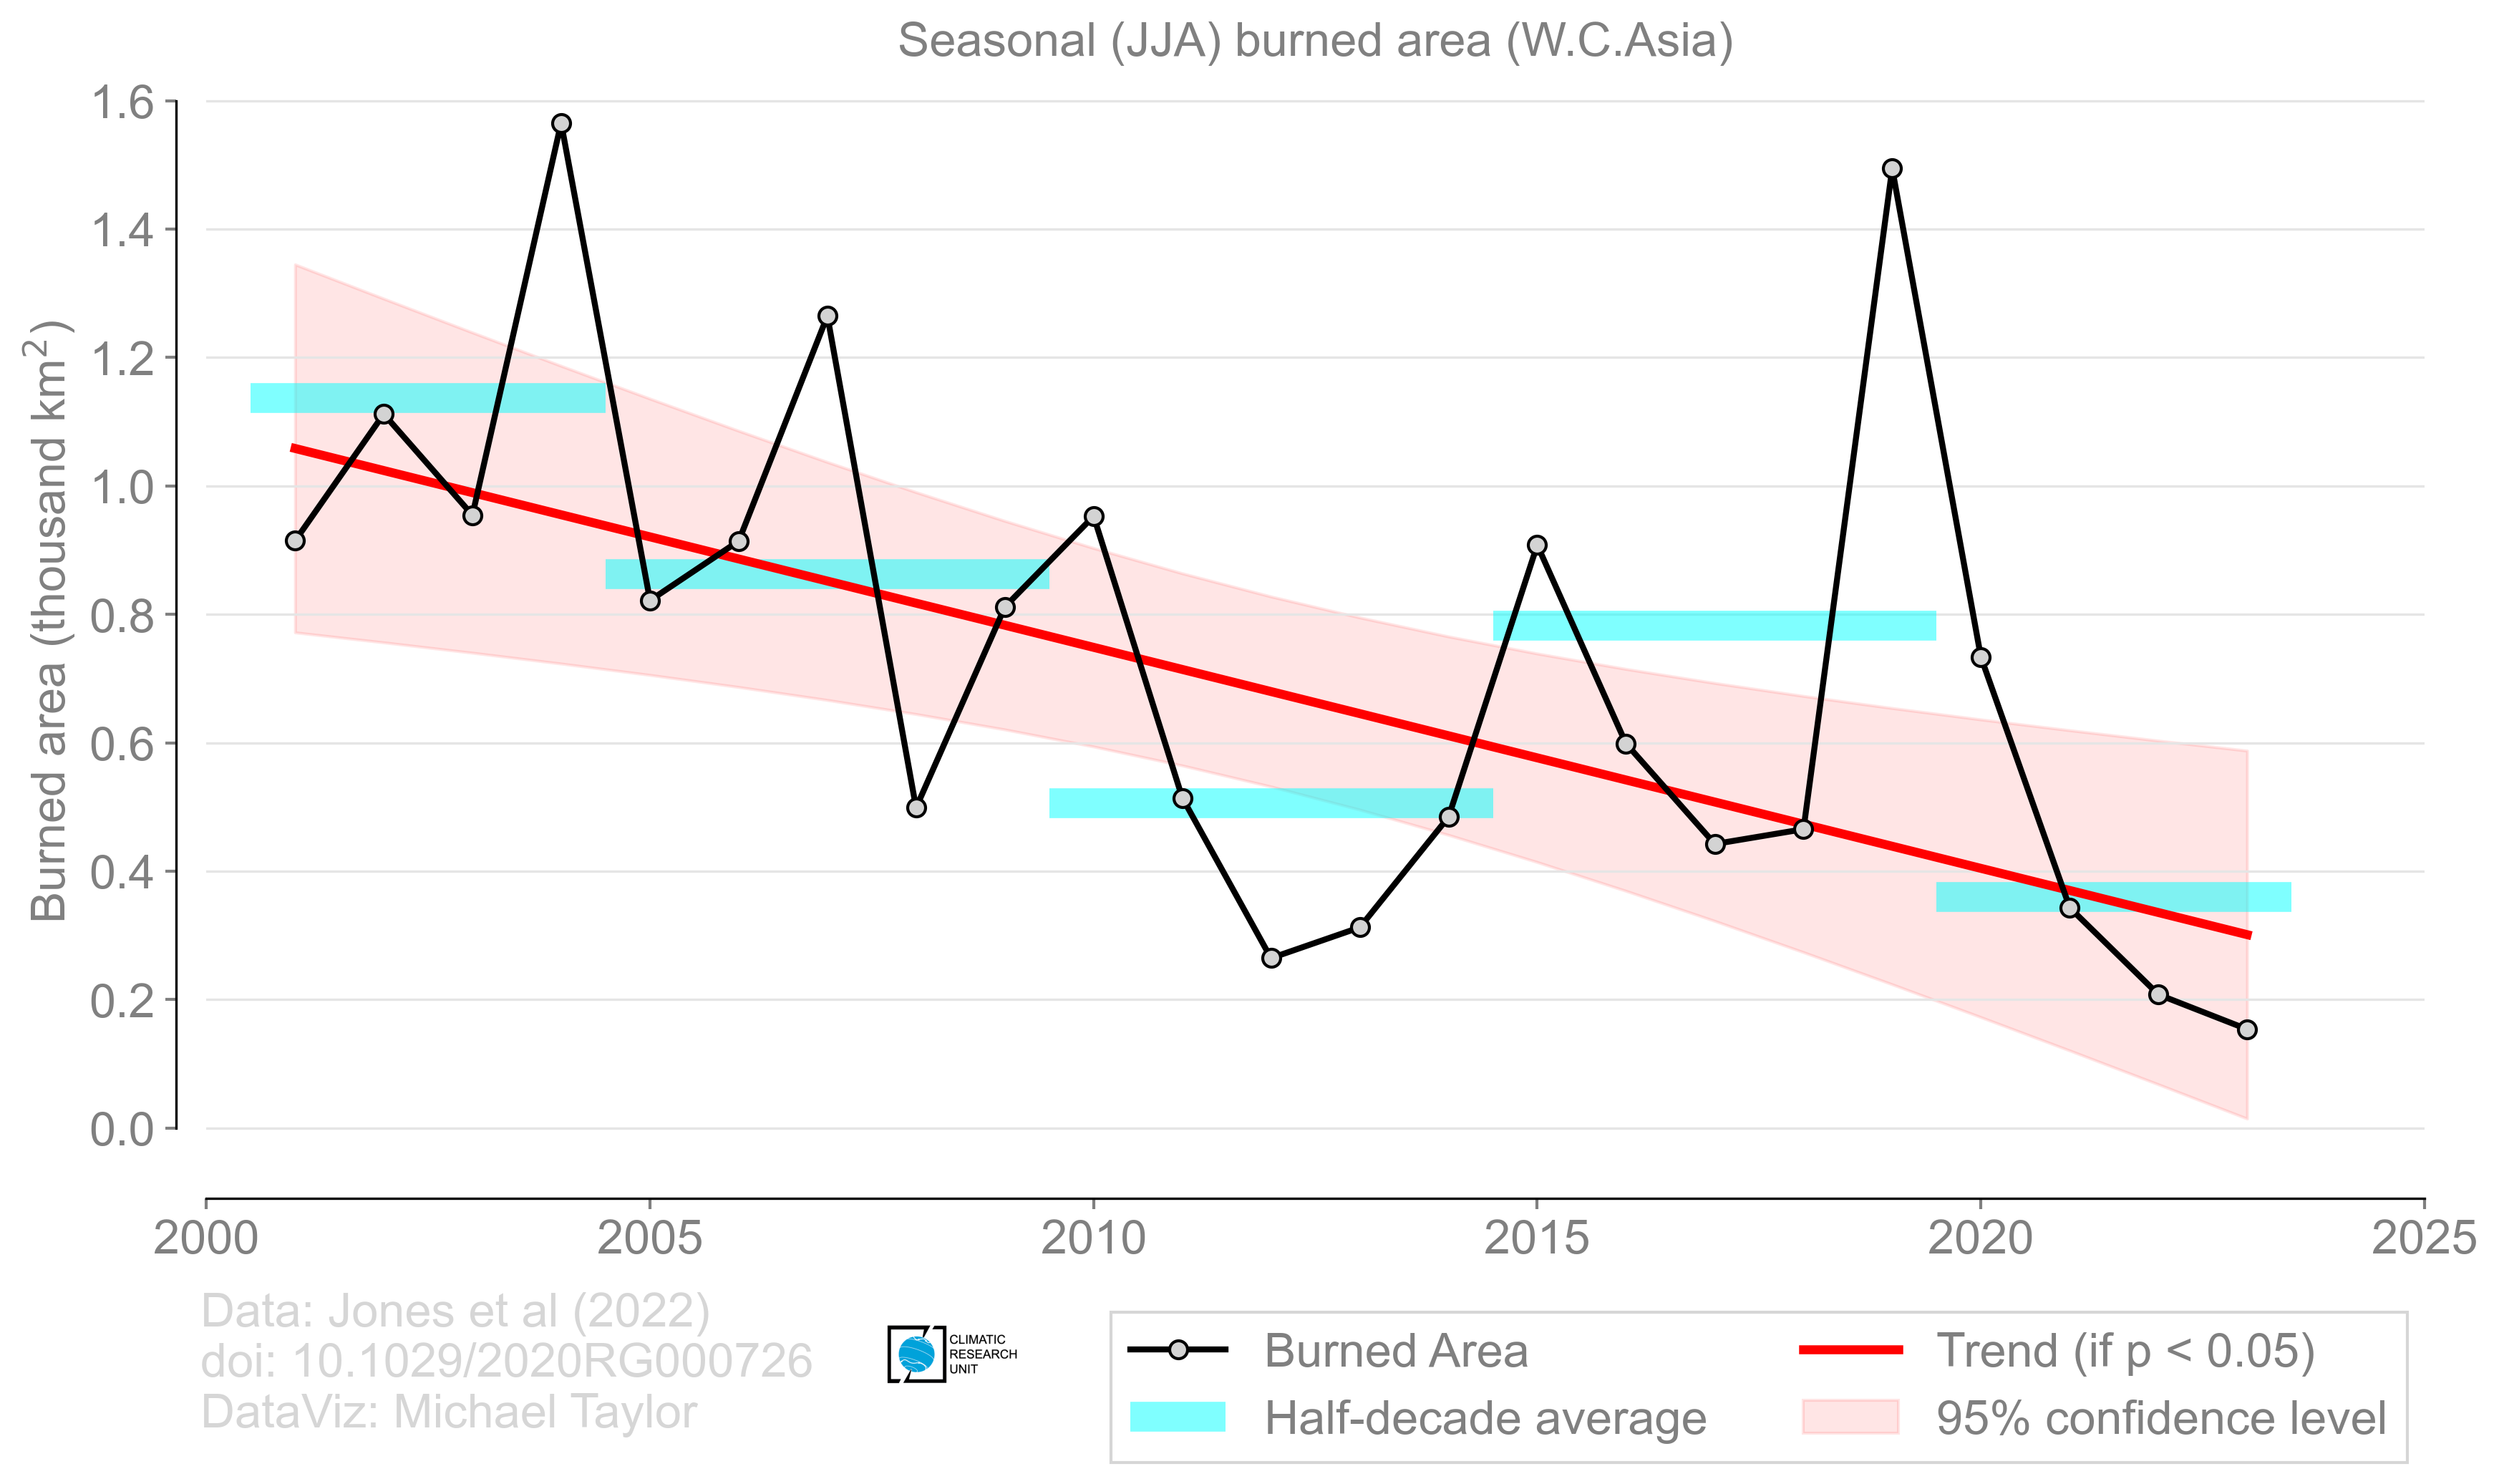 Seasonal (JJA) burned area (W.C.Asia)
Burned area (thousand km²)
1.6
1.4
1.2
1.0
0.8
0.6
0.4
0.2
0.0
2000 2005 2010 2015 2020 2025
Data: Jones et al (2022)
doi: 10.1029/2020RG000726
DataViz: Michael Taylor
CLIMATIC
RESEARCH
UNIT
Burned Area
Half-decade average
Trend (if p < 0.05)
95% confidence level